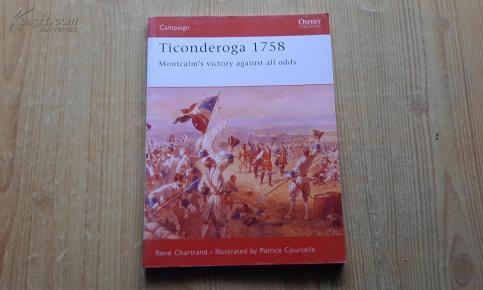 Campaign
OSPREY
Ticonderoga 1758
Montcalm's victory against all odds
René Chartrand • Illustrated by Patrice Courcelle